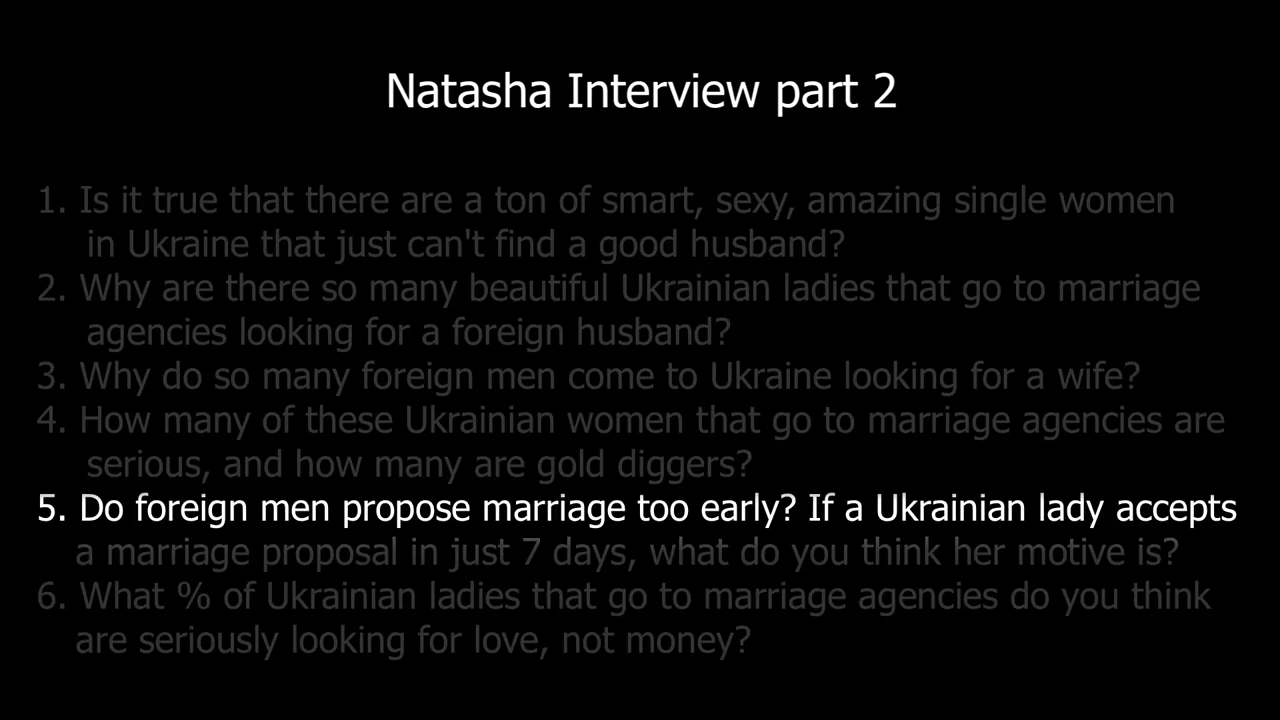 Natasha Interview part 2
1. Is it true that there are a ton of smart, sexy, amazing single women
in Ukraine that just can't find a good husband?
2. Why are there so many beautiful Ukrainian ladies that go to marriage
agencies looking for a foreign husband?
3. Why do so many foreign men come to Ukraine looking for a wife?
4. How many of these Ukrainian women that go to marriage agencies are
serious, and how many are gold diggers?
5. Do foreign men propose marriage too early? If a Ukrainian lady accepts
a marriage proposal in just 7 days, what do you think her motive is?
6. What % of Ukrainian ladies that go to marriage agencies do you think
are seriously looking for love, not money?